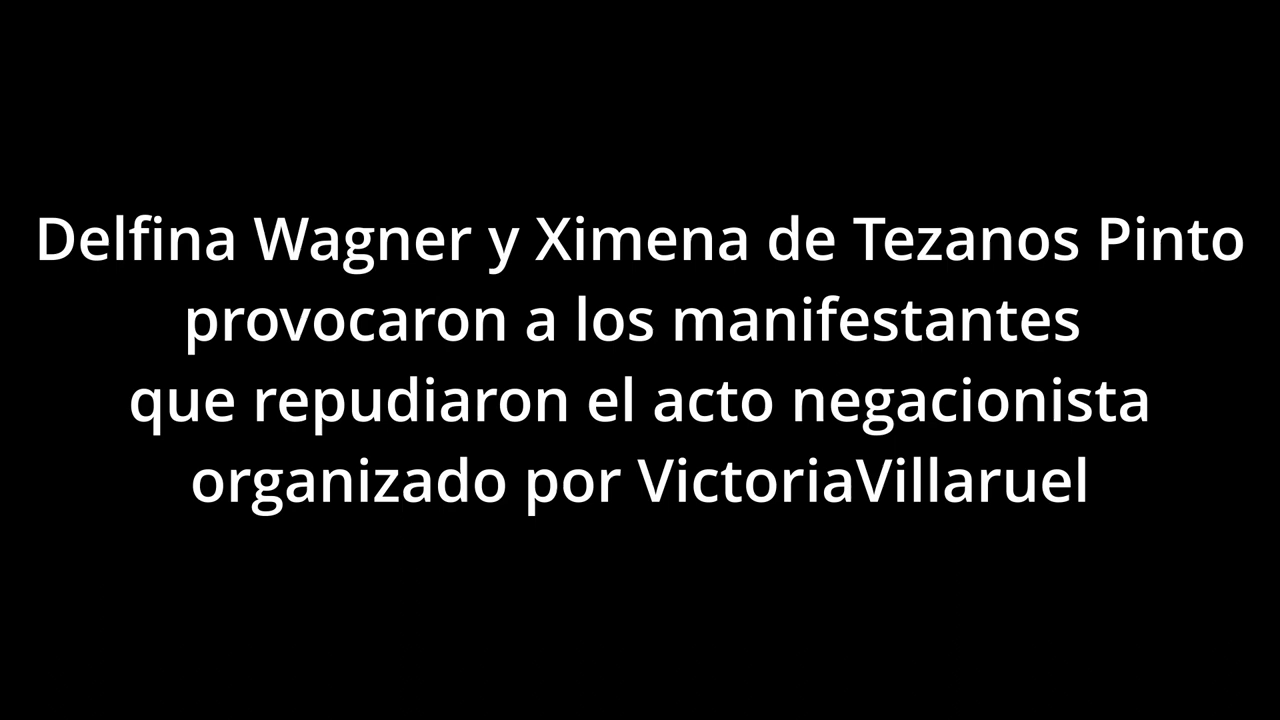 Delfina Wagner y Ximena de Tezanos Pinto
provocaron a los manifestantes
que repudiaron el acto negacionista
organizado por VictoriaVillaruel